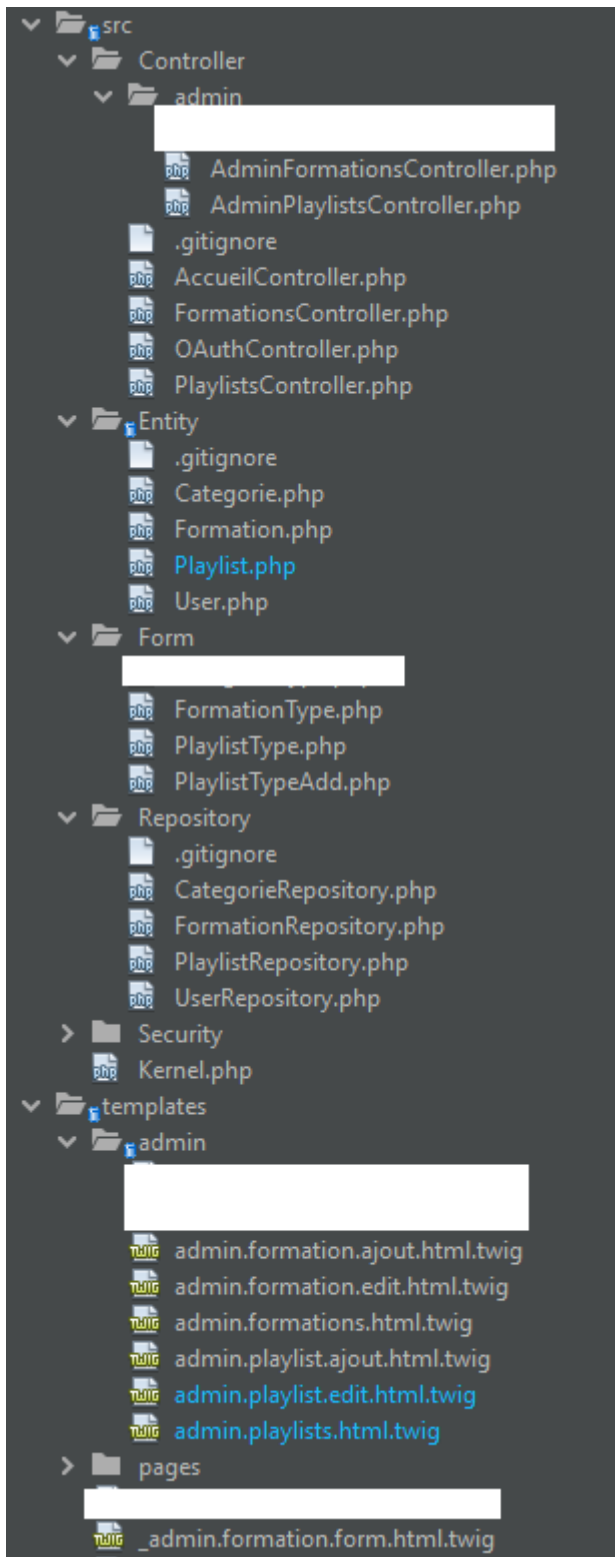 src
Controller
admin
AdminFormationsController.php
AdminPlaylistsController.php
.gitignore
AccueilController.php
FormationsController.php
OAuthController.php
PlaylistsController.php
Entity
.gitignore
Categorie.php
Formation.php
Playlist.php
User.php
Form
FormationType.php
PlaylistType.php
PlaylistTypeAdd.php
Repository
.gitignore
CategorieRepository.php
FormationRepository.php
PlaylistRepository.php
UserRepository.php
Security
Kernel.php
templates
admin
admin.formation.ajout.html.twig
admin.formation.edit.html.twig
admin.formations.html.twig
admin.playlist.ajout.html.twig
admin.playlist.edit.html.twig
admin.playlists.html.twig
pages
_admin.formation.form.html.twig